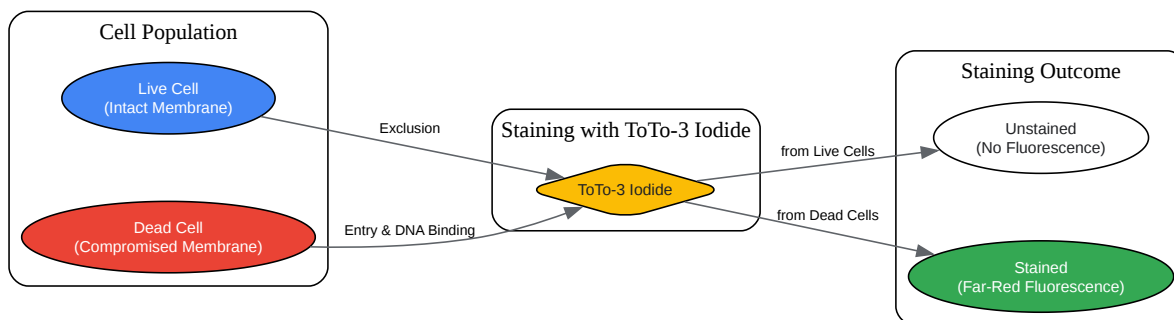 Cell Population
Live Cell
(Intact Membrane)
Dead Cell
(Compromised Membrane)
Exclusion
Entry & DNA Binding
Staining with ToTo-3 Iodide
ToTo-3 Iodide
from Live Cells
from Dead Cells
Staining Outcome
Unstained
(No Fluorescence)
Stained
(Far-Red Fluorescence)